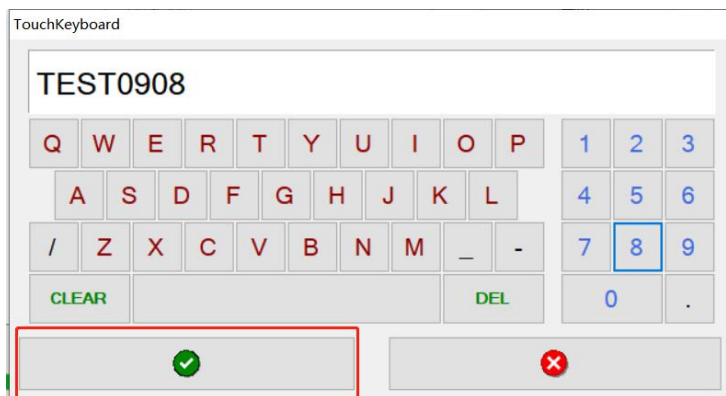 TouchKeyboard
TEST0908
Q W E R T Y U I O P 1 2 3
A S D F G H J K L 4 5 6
/ Z X C V B N M _ - 7 8 9
CLEAR DEL 0 .